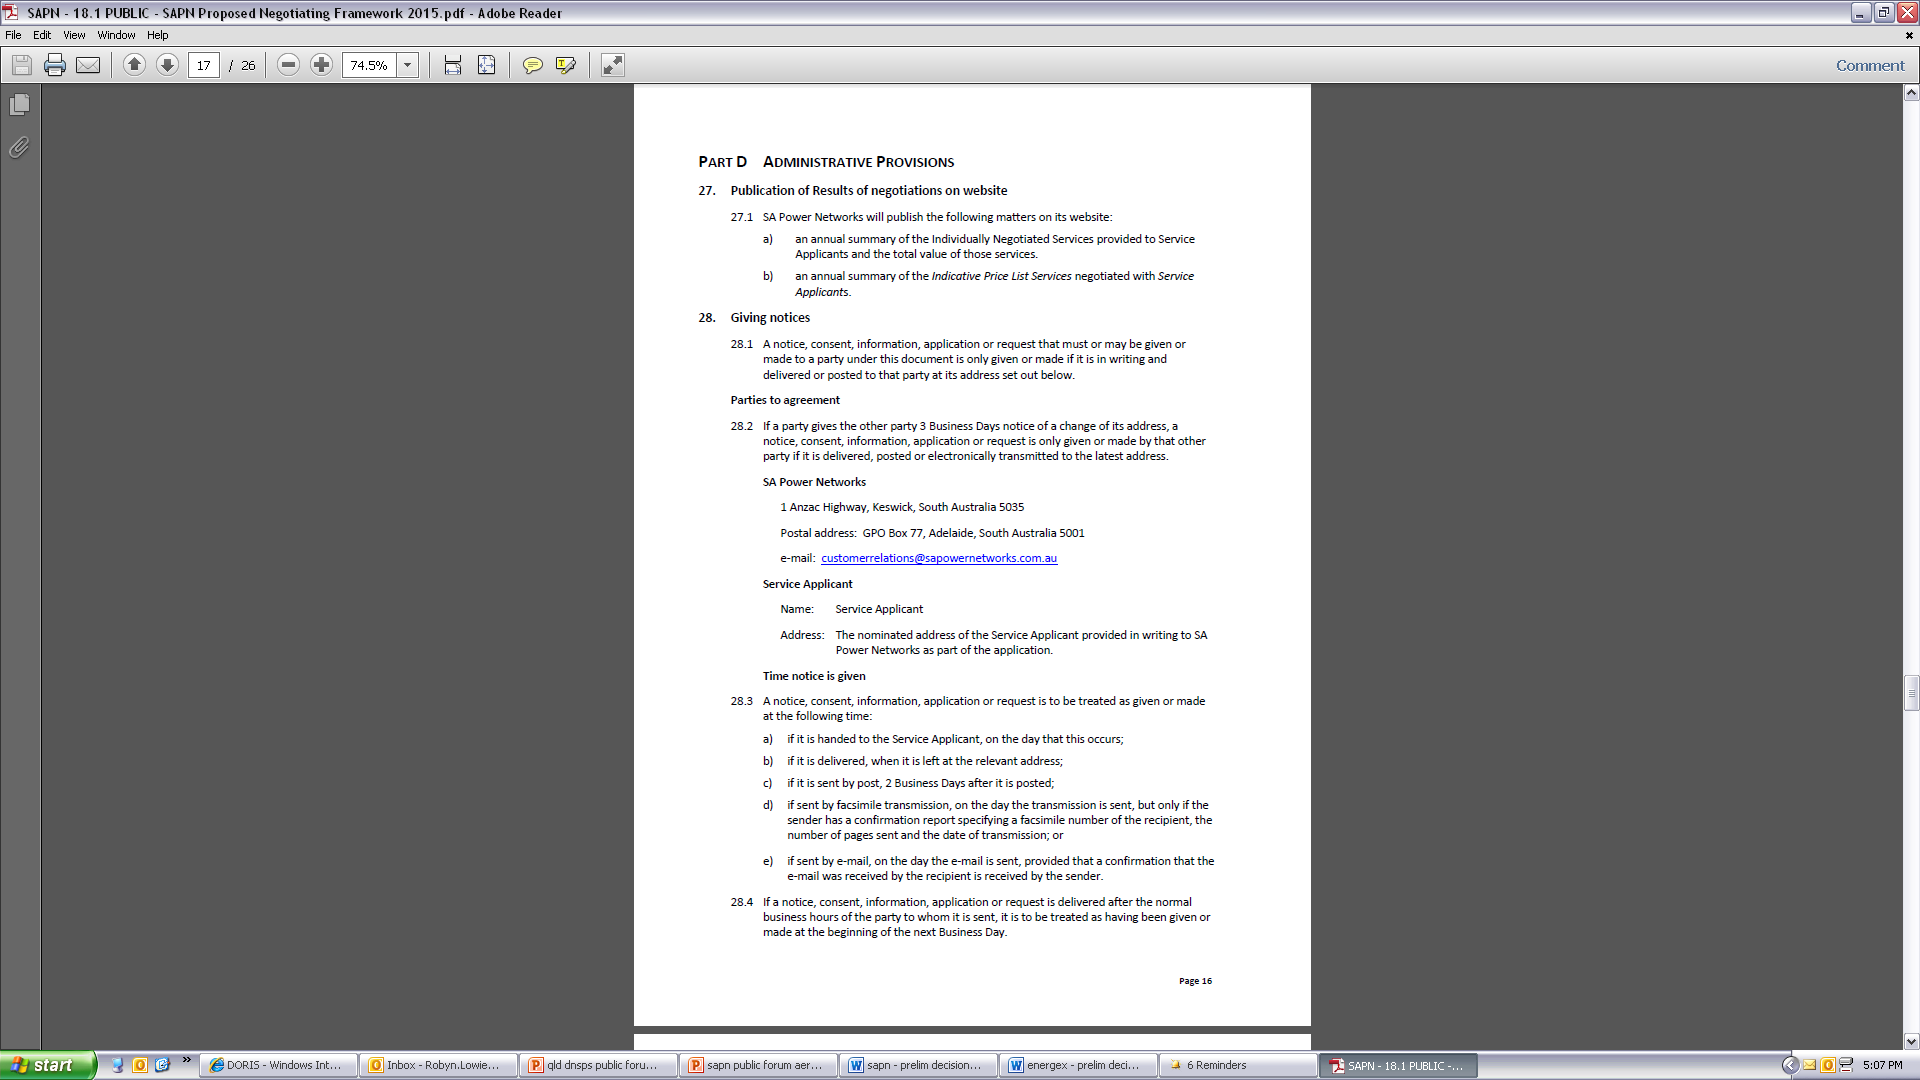 SAPN - 18.1 PUBLIC - SAPN Proposed Negotiating Framework 2015.pdf - Adobe Reader
File Edit View Window Help
17 / 26 74.5% Comment
PART D ADMINISTRATIVE PROVISIONS
27. Publication of Results of negotiations on website
27.1 SA Power Networks will publish the following matters on its website:
a) an annual summary of the Individually Negotiated Services provided to Service
Applicants and the total value of those services.
b) an annual summary of the Indicative Price List Services negotiated with Service
Applicants.
28. Giving notices
28.1 A notice, consent, information, application or request that must or may be given or
made to a party under this document is only given or made if it is in writing and
delivered or posted to that party at its address set out below.
Parties to agreement
28.2 If a party gives the other party 3 Business Days notice of a change of its address, a
notice, consent, information, application or request is only given or made by that other
party if it is delivered, posted or electronically transmitted to the latest address.
SA Power Networks
1 Anzac Highway, Keswick, South Australia 5035
Postal address: GPO Box 77, Adelaide, South Australia 5001
e-mail: customerrelations@sapowernetworks.com.au
Service Applicant
Name: Service Applicant
Address: The nominated address of the Service Applicant provided in writing to SA
Power Networks as part of the application.
Time notice is given
28.3 A notice, consent, information, application or request is to be treated as given or made
at the following time:
a) if it is handed to the Service Applicant, on the day that this occurs;
b) if it is delivered, when it is left at the relevant address;
c) if it is sent by post, 2 Business Days after it is posted;
d) if sent by facsimile transmission, on the day the transmission is sent, but only if the
sender has a confirmation report specifying a facsimile number of the recipient, the
number of pages sent and the date of transmission; or
e) if sent by e-mail, on the day the e-mail is sent, provided that a confirmation that the
e-mail was received by the recipient is received by the sender.
28.4 If a notice, consent, information, application or request is delivered after the normal
business hours of the party to whom it is sent, it is to be treated as having been given or
made at the beginning of the next Business Day.
Page 16
start DORIS - Windows Int... Inbox - Robyn.Lowie... qld dnsps public foru... sapn public forum aer... sapn - prelim decision... energex - prelim deci... 6 Reminders SAPN - 18.1 PUBLIC -... 5:07 PM